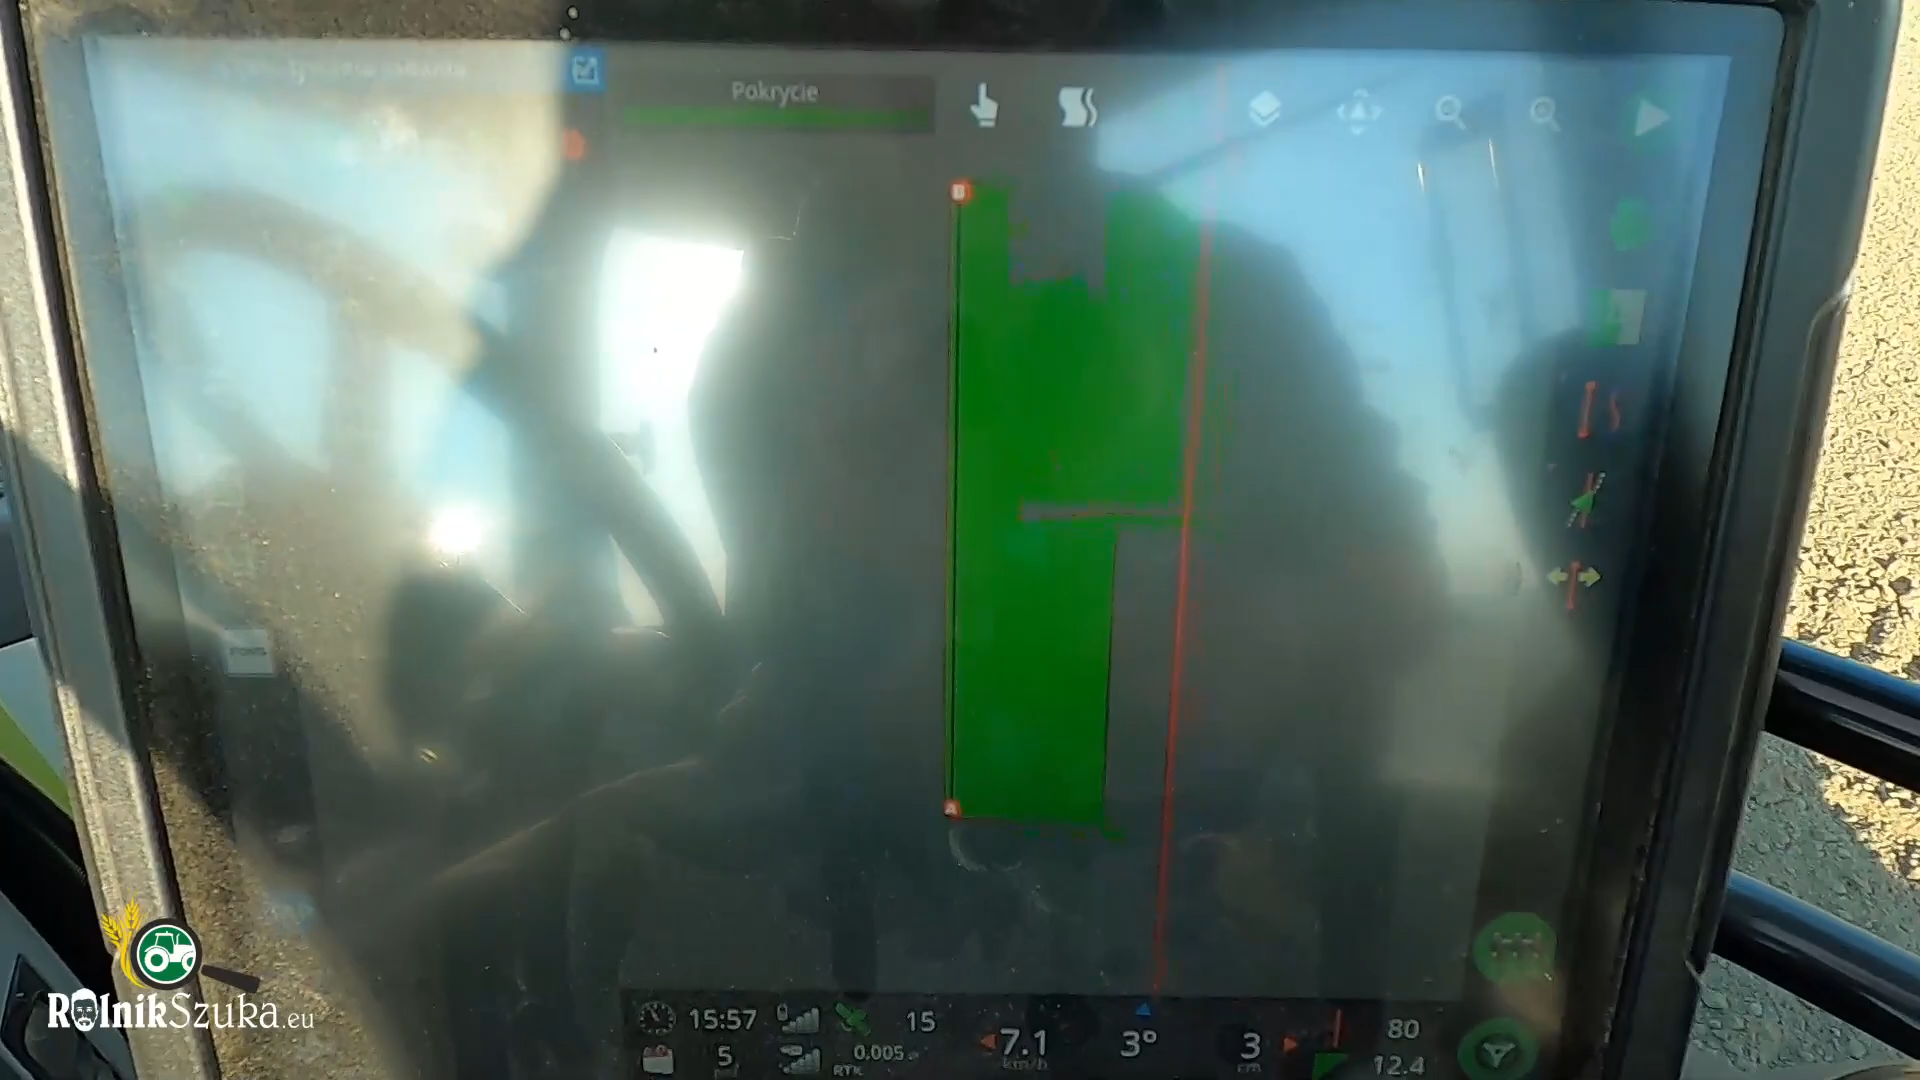 Pokrycie
B
A
15:57
15
7.1
km/h
3°
3
cm
80
5
0,005
RTK
12.4
RolnikSzuka.eu